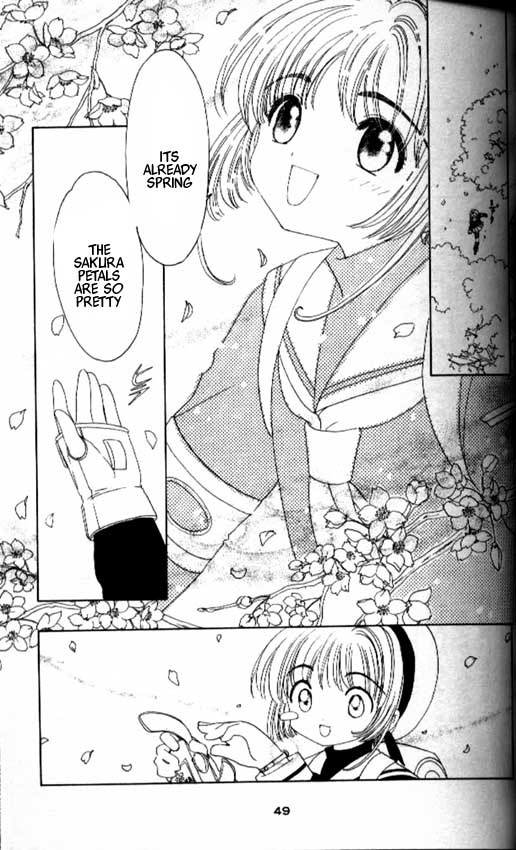 ITS
ALREADY
SPRING
THE
SAKURA
PETALS
ARE SO
PRETTY
49